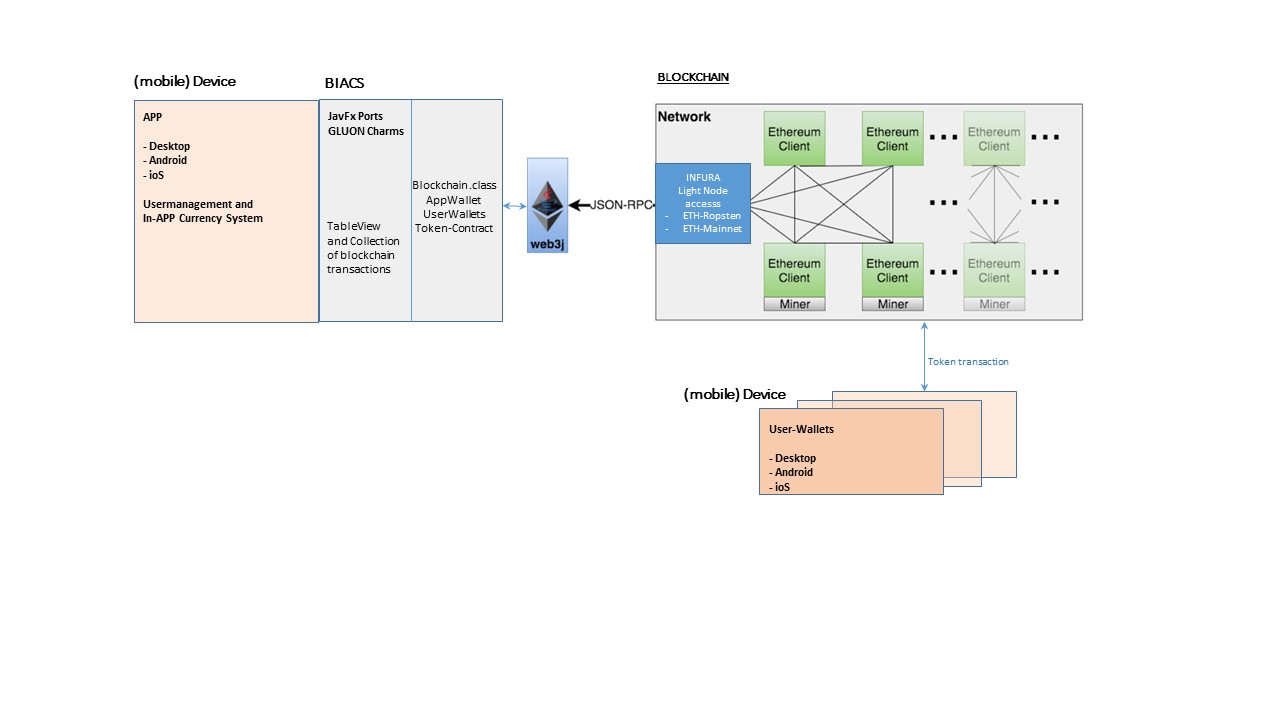 (mobile) Device
BIACS
BLOCKCHAIN
APP
- Desktop
- Android
- ioS
Usermanagement and
In-APP Currency System
JavFx Ports
GLUON Charms
TableView
and Collection
of blockchain
transactions
Blockchain.class
AppWallet
UserWallets
Token-Contract
web3j
JSON-RPC
Network
INFURA
Light Node
accesss
- ETH-Ropsten
- ETH-Mainnet
Ethereum
Client
Ethereum
Client
Ethereum
Client
Ethereum
Client
Miner
Ethereum
Client
Miner
Ethereum
Client
Miner
Token transaction
(mobile) Device
User-Wallets
- Desktop
- Android
- ioS